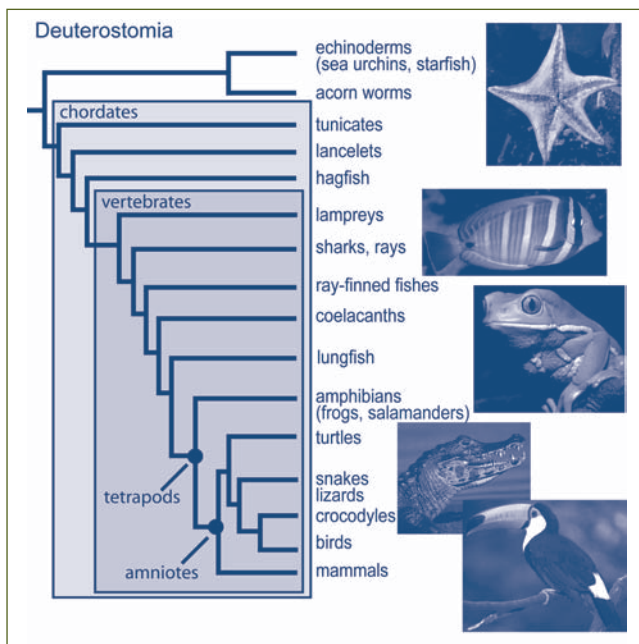 Deuterostomia
echinoderms
(sea urchins, starfish)
acorn worms
chordates
tunicates
lancelets
hagfish
vertebrates
lampreys
sharks, rays
ray-finned fishes
coelacanths
lungfish
amphibians
(frogs, salamanders)
turtles
tetrapods
snakes
lizards
crocodyles
birds
amniotes
mammals